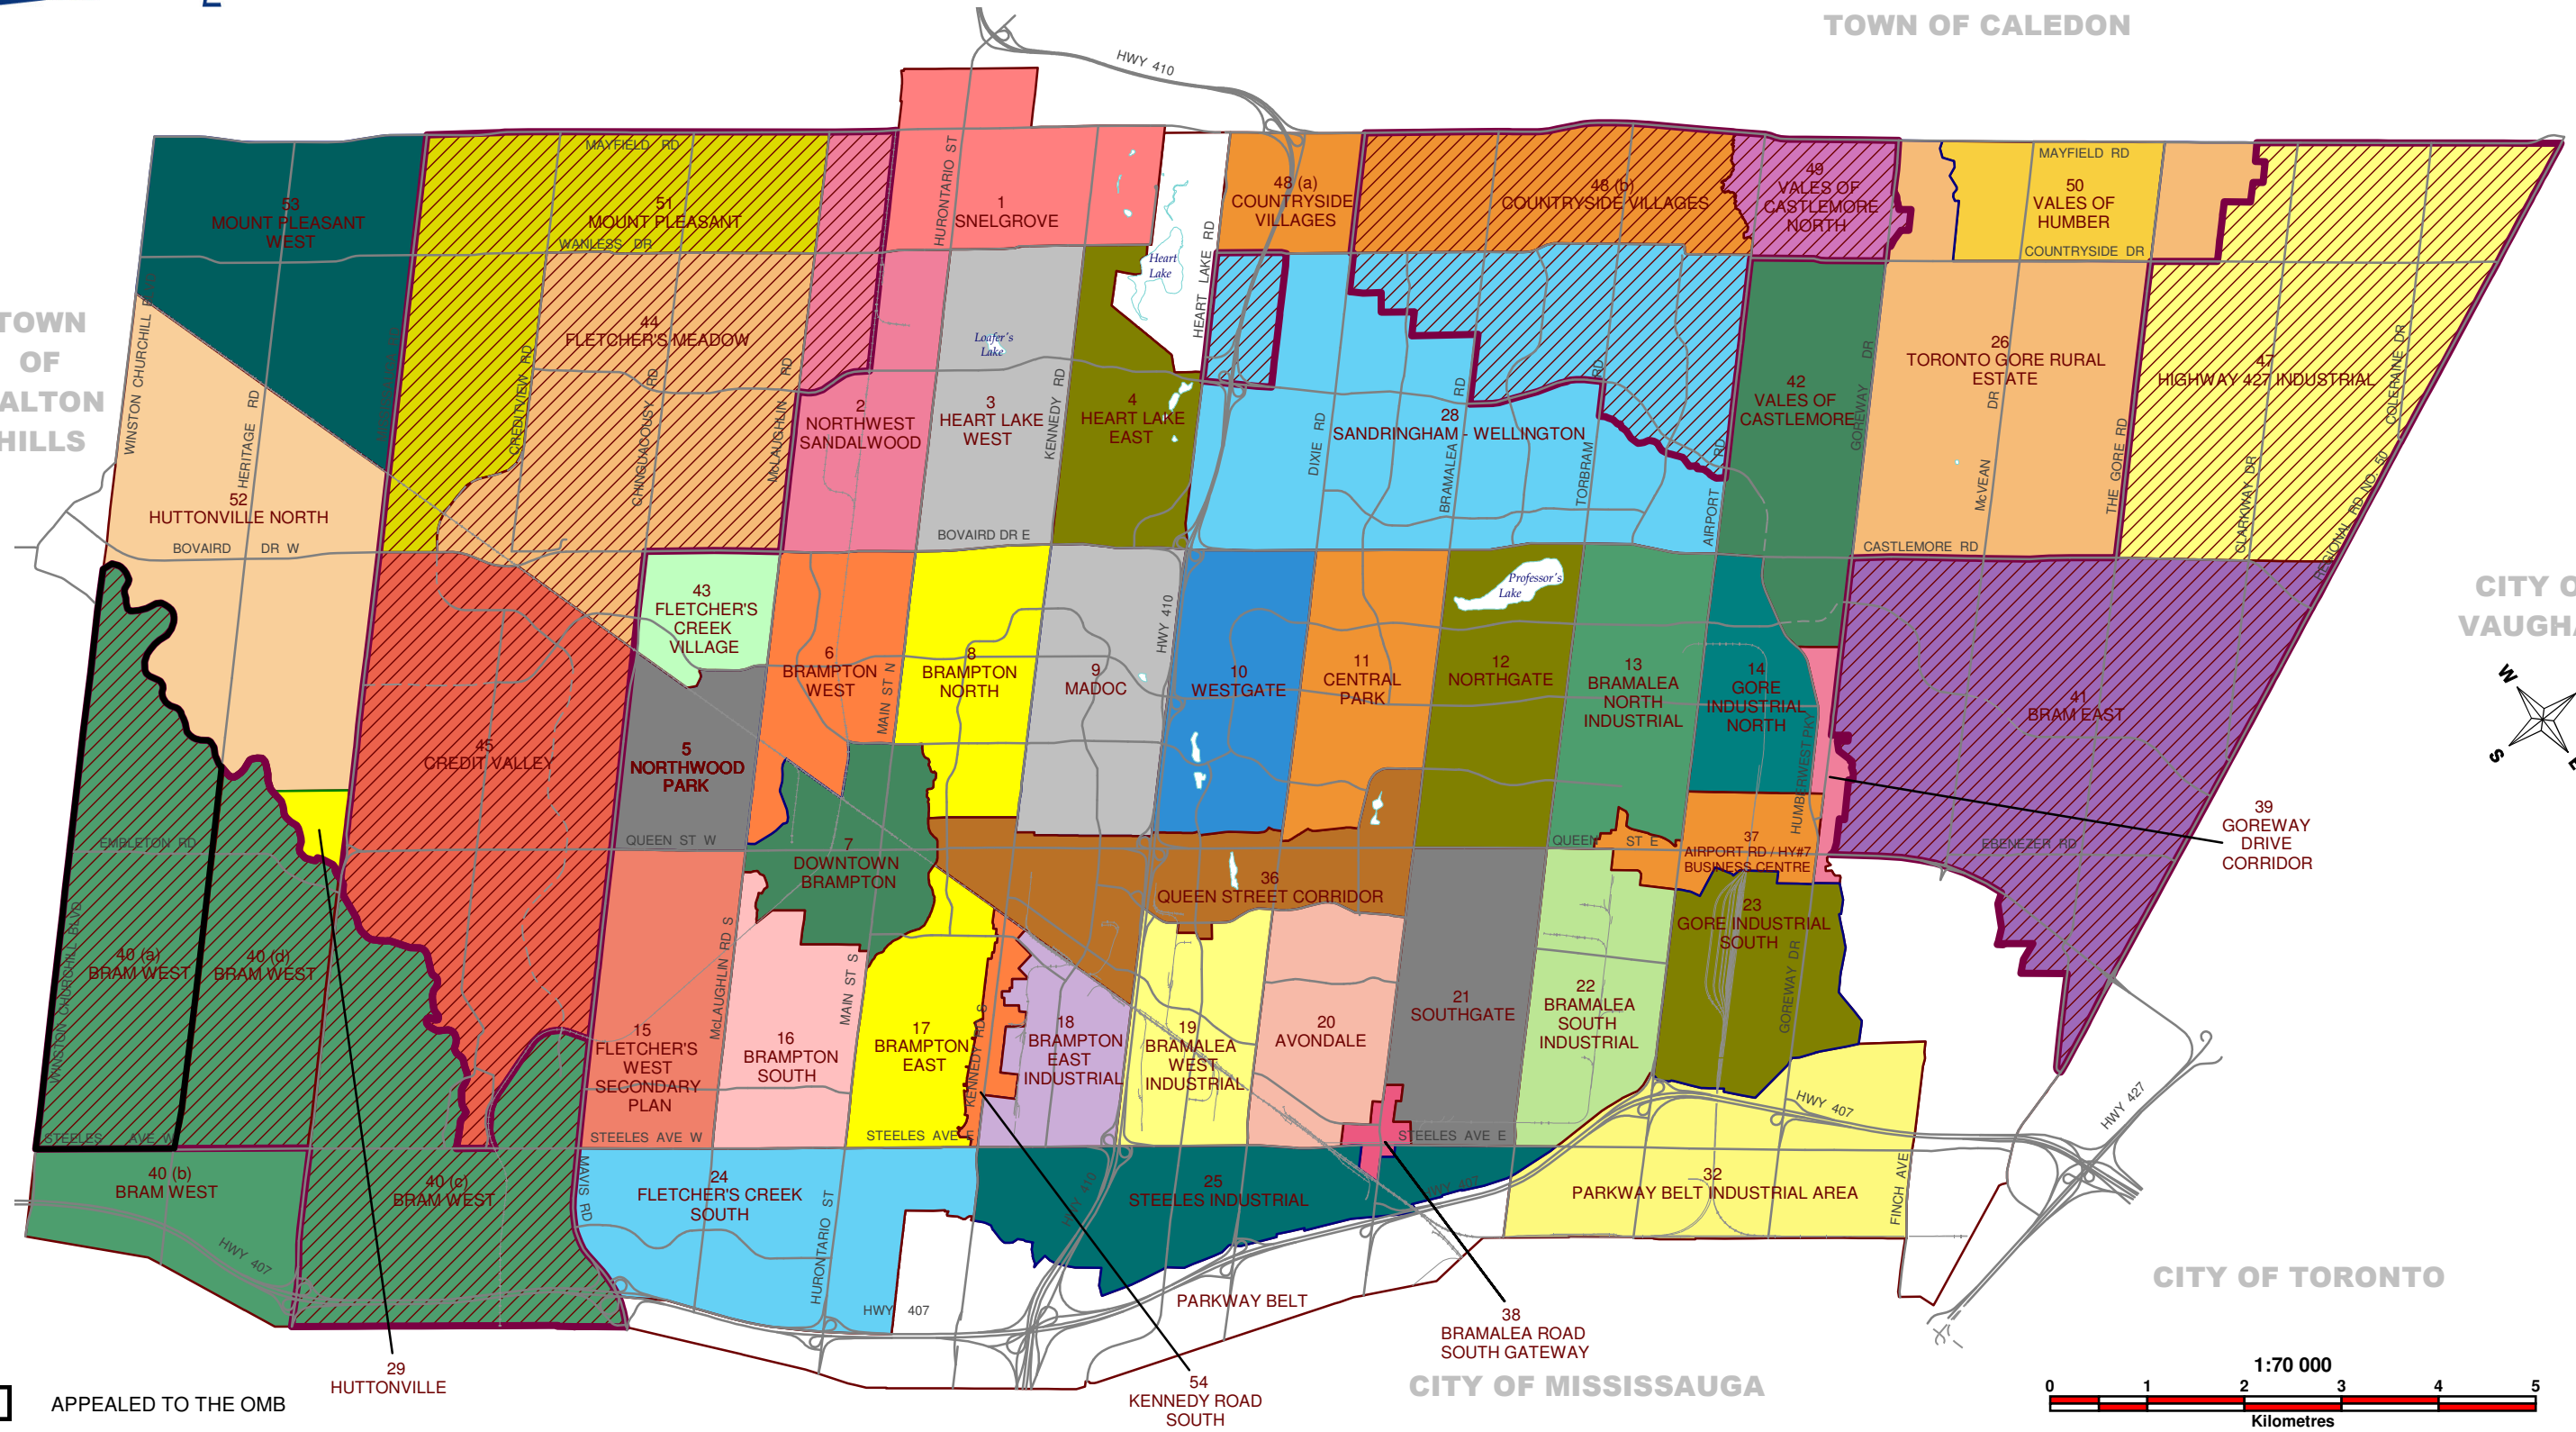 TOWN OF CALEDON
HWY 410
MAYFIELD RD
HURONTARIO ST
1
SNELGROVE
48 (a)
COUNTRYSIDE
VILLAGES
48 (b)
COUNTRYSIDE VILLAGES
49
VALES OF
CASTLEMORE
NORTH
MAYFIELD RD
50
VALES OF
HUMBER
COUNTRYSIDE DR
53
MOUNT PLEASANT
WEST
51
MOUNT PLEASANT
WANLESS DR
Heart
Lake
HEART LAKE RD
TOWN
OF
ALTON
HILLS
WINSTON CHURCHILL
HERITAGE RD
CREDITVIEW RD
44
FLETCHER'S MEADOW
CHINGUACOUSY RD
McLAUGHLIN RD
2
NORTHWEST
SANDALWOOD
Loafer's
Lake
3
HEART LAKE
WEST
KENNEDY RD
4
HEART LAKE
EAST
DIXIE RD
28
SANDRINGHAM - WELLINGTON
BRAMALEA RD
TORBRAM RD
AIRPORT RD
42
VALES OF
CASTLEMORE
GOREWAY DR
26
TORONTO GORE RURAL
ESTATE
McVEAN DR
THE GORE RD
47
HIGHWAY 427 INDUSTRIAL
COLERAINE DR
CLARKWAY DR
REGIONAL RD NO. 50
52
HUTTONVILLE NORTH
BOVAIRD DR W
BOVAIRD DR E
CASTLEMORE RD
43
FLETCHER'S
CREEK
VILLAGE
6
BRAMPTON
WEST
MAIN ST N
8
BRAMPTON
NORTH
9
MADOC
HWY 410
10
WESTGATE
11
CENTRAL
PARK
Professor's
Lake
12
NORTHGATE
13
BRAMALEA
NORTH
INDUSTRIAL
14
GORE
INDUSTRIAL
NORTH
HUMBERWEST PKY
41
BRAM EAST
CITY O
VAUGHA
W
S
E
45
CREDIT VALLEY
5
NORTHWOOD
PARK
QUEEN ST W
7
DOWNTOWN
BRAMPTON
36
QUEEN STREET CORRIDOR
QUEEN ST E
37
AIRPORT RD / HY#7
BUSINESS CENTRE
EBENEZER RD
39
GOREWAY
DRIVE
CORRIDOR
EMBLETON RD
WINSTON CHURCHILL BLVD
40 (a)
BRAM WEST
40 (d)
BRAM WEST
23
GORE INDUSTRIAL
SOUTH
GOREWAY DR
15
FLETCHER'S
WEST
SECONDARY
PLAN
McLAUGHLIN RD S
16
BRAMPTON
SOUTH
MAIN ST S
17
BRAMPTON
EAST
KENNEDY RD S
18
BRAMPTON
EAST
INDUSTRIAL
19
BRAMALEA
WEST
INDUSTRIAL
20
AVONDALE
21
SOUTHGATE
22
BRAMALEA
SOUTH
INDUSTRIAL
HWY 407
HWY 427
STEELES AVE W
STEELES AVE W
STEELES AVE E
STEELES AVE E
40 (b)
BRAM WEST
40 (c)
BRAM WEST
MAVIS RD
24
FLETCHER'S CREEK
SOUTH
HURONTARIO ST
25
STEELES INDUSTRIAL
HWY 410
HWY 407
32
PARKWAY BELT INDUSTRIAL AREA
FINCH AVE
HWY 407
HWY 407
PARKWAY BELT
CITY OF TORONTO
38
BRAMALEA ROAD
SOUTH GATEWAY
29
HUTTONVILLE
54
KENNEDY ROAD
SOUTH
CITY OF MISSISSAUGA
APPEALED TO THE OMB
1:70 000
0 1 2 3 4 5
Kilometres